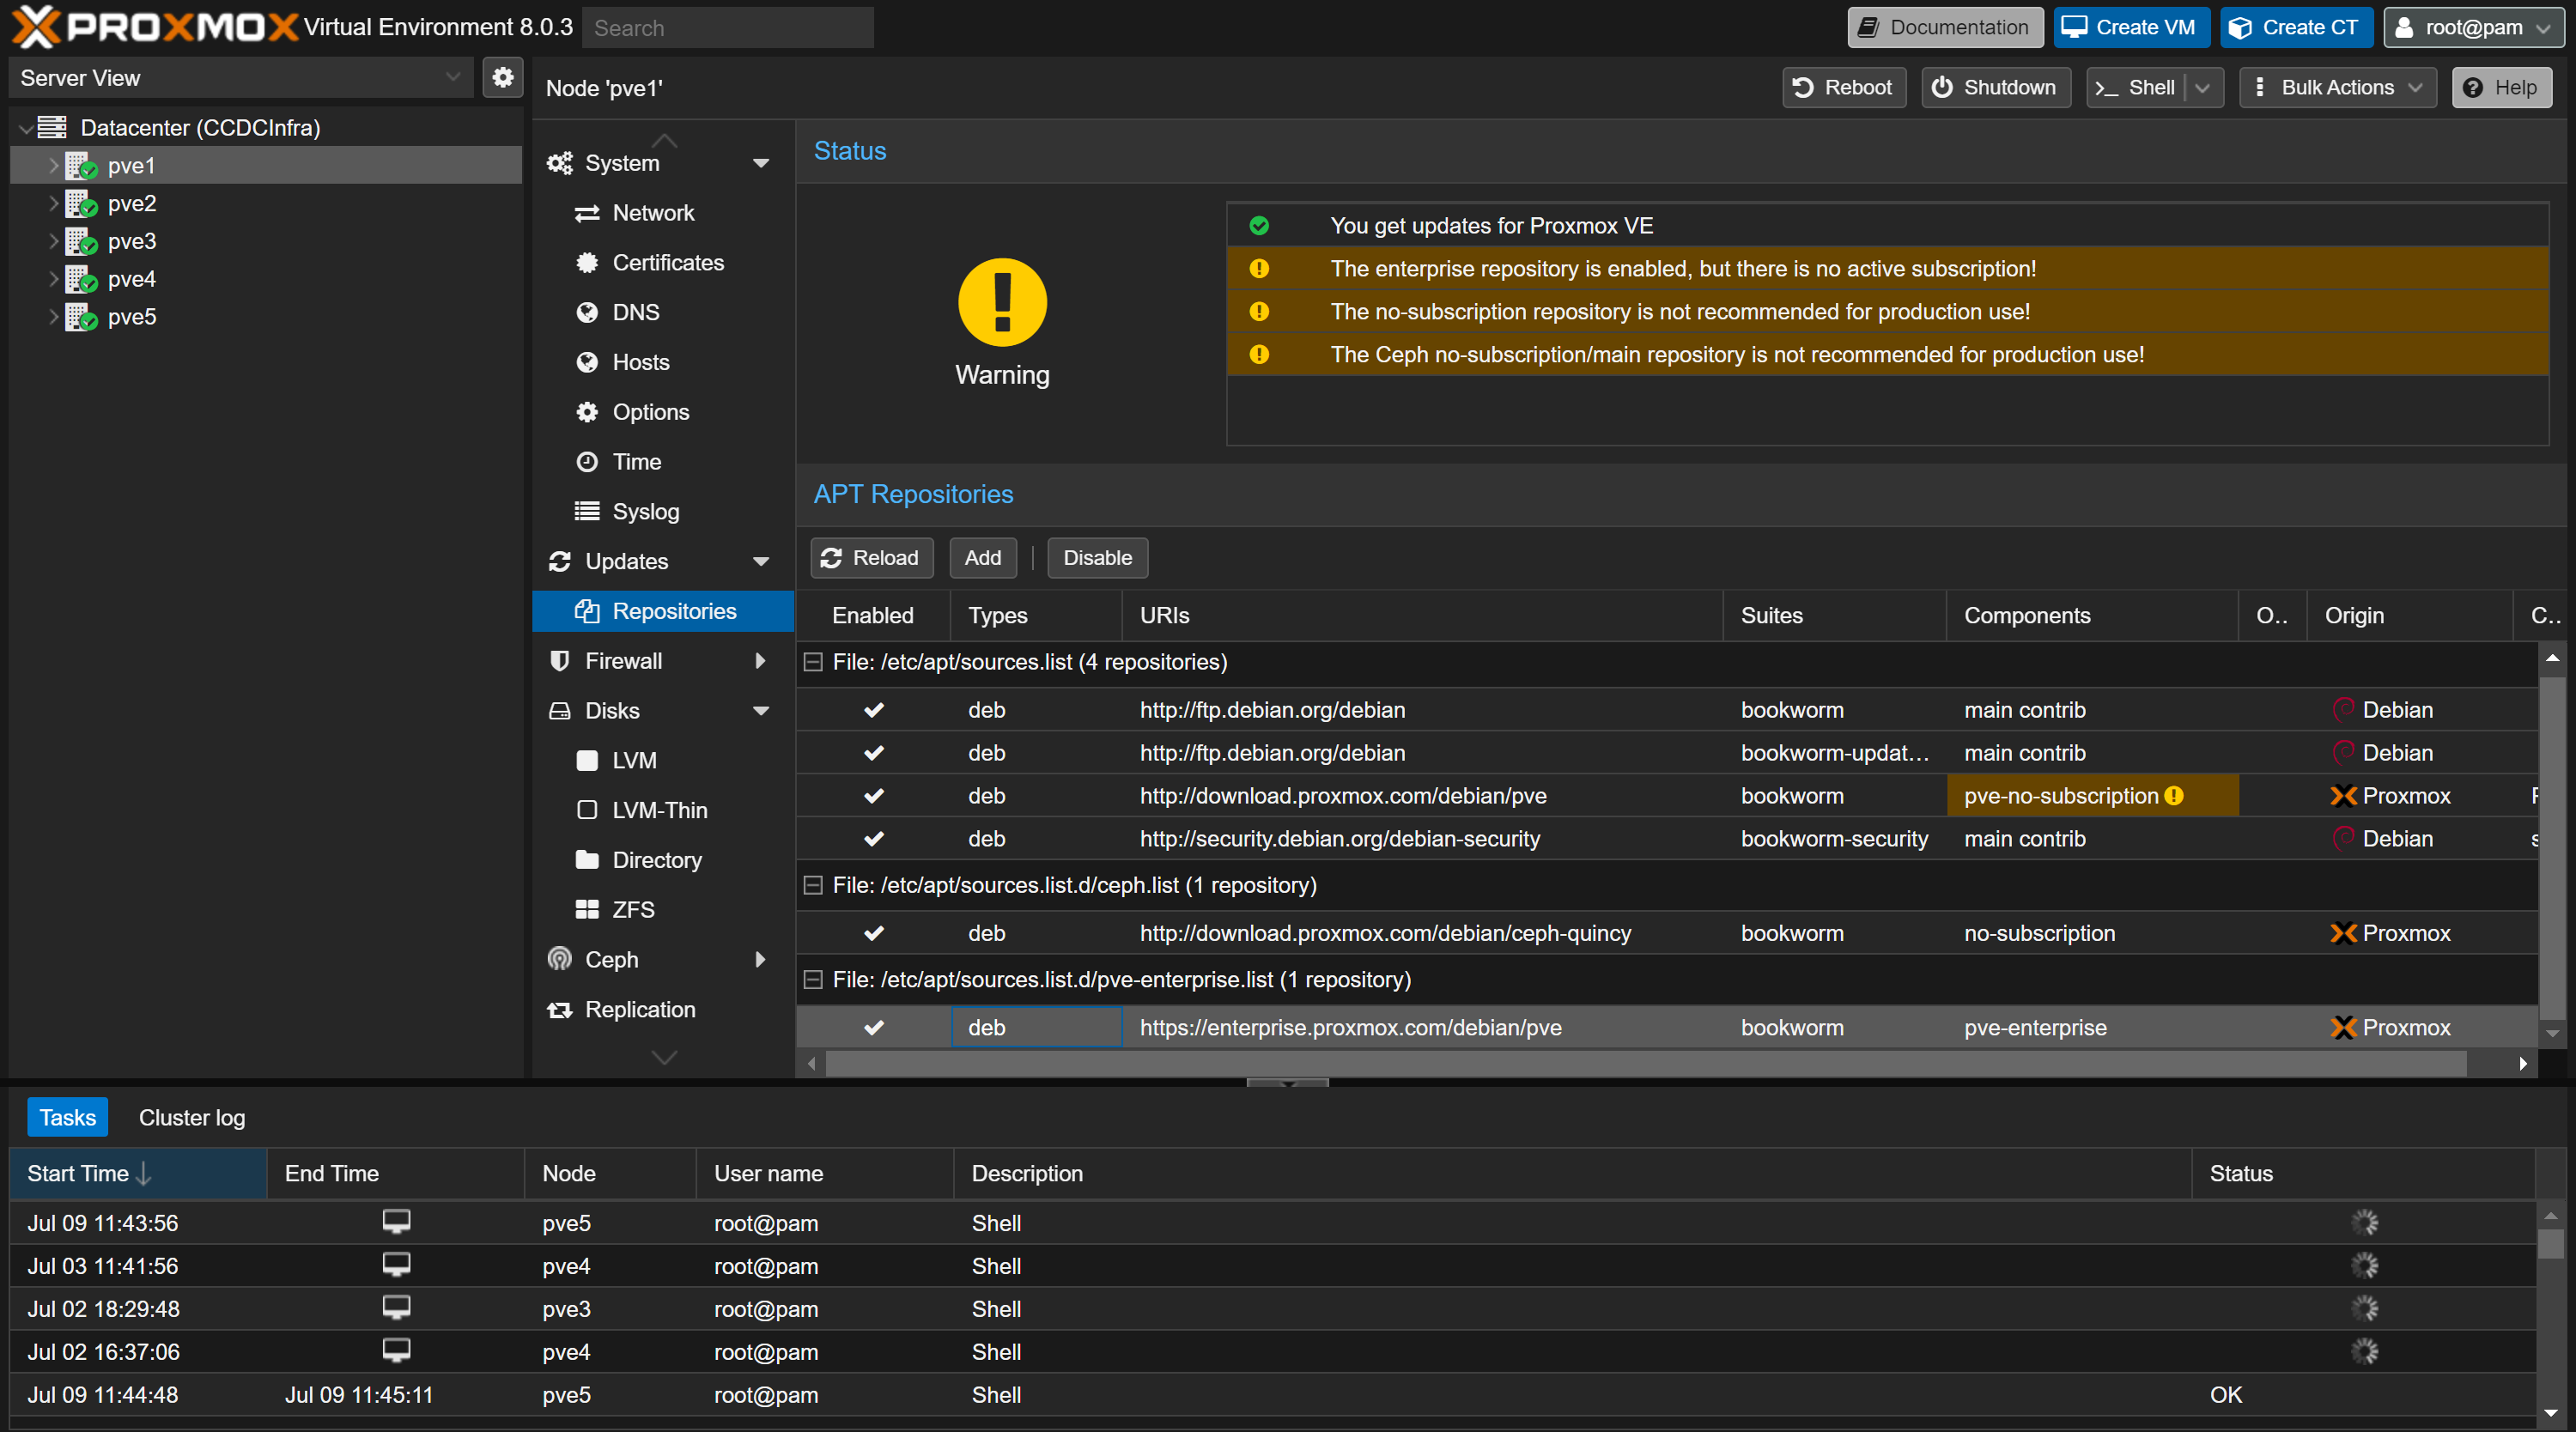 PROXMOX Virtual Environment 8.0.3 Search Documentation Create VM Create CT root@pam
Server View
Node 'pve1' Reboot Shutdown Shell Bulk Actions Help
Datacenter (CCDCInfra)
pve1
pve2
pve3
pve4
pve5
System
Network
Certificates
DNS
Hosts
Options
Time
Syslog
Updates
Repositories
Firewall
Disks
LVM
LVM-Thin
Directory
ZFS
Ceph
Replication
Status
Warning
You get updates for Proxmox VE
The enterprise repository is enabled, but there is no active subscription!
The no-subscription repository is not recommended for production use!
The Ceph no-subscription/main repository is not recommended for production use!
APT Repositories
Reload Add Disable
Enabled Types URIs Suites Components O.. Origin C..
File: /etc/apt/sources.list (4 repositories)
deb http://ftp.debian.org/debian bookworm main contrib Debian
deb http://ftp.debian.org/debian bookworm-updat... main contrib Debian
deb http://download.proxmox.com/debian/pve bookworm pve-no-subscription Proxmox
deb http://security.debian.org/debian-security bookworm-security main contrib Debian
File: /etc/apt/sources.list.d/ceph.list (1 repository)
deb http://download.proxmox.com/debian/ceph-quincy bookworm no-subscription Proxmox
File: /etc/apt/sources.list.d/pve-enterprise.list (1 repository)
deb https://enterprise.proxmox.com/debian/pve bookworm pve-enterprise Proxmox
Tasks Cluster log
Start Time End Time Node User name Description Status
Jul 09 11:43:56 pve5 root@pam Shell
Jul 03 11:41:56 pve4 root@pam Shell
Jul 02 18:29:48 pve3 root@pam Shell
Jul 02 16:37:06 pve4 root@pam Shell
Jul 09 11:44:48 Jul 09 11:45:11 pve5 root@pam Shell OK